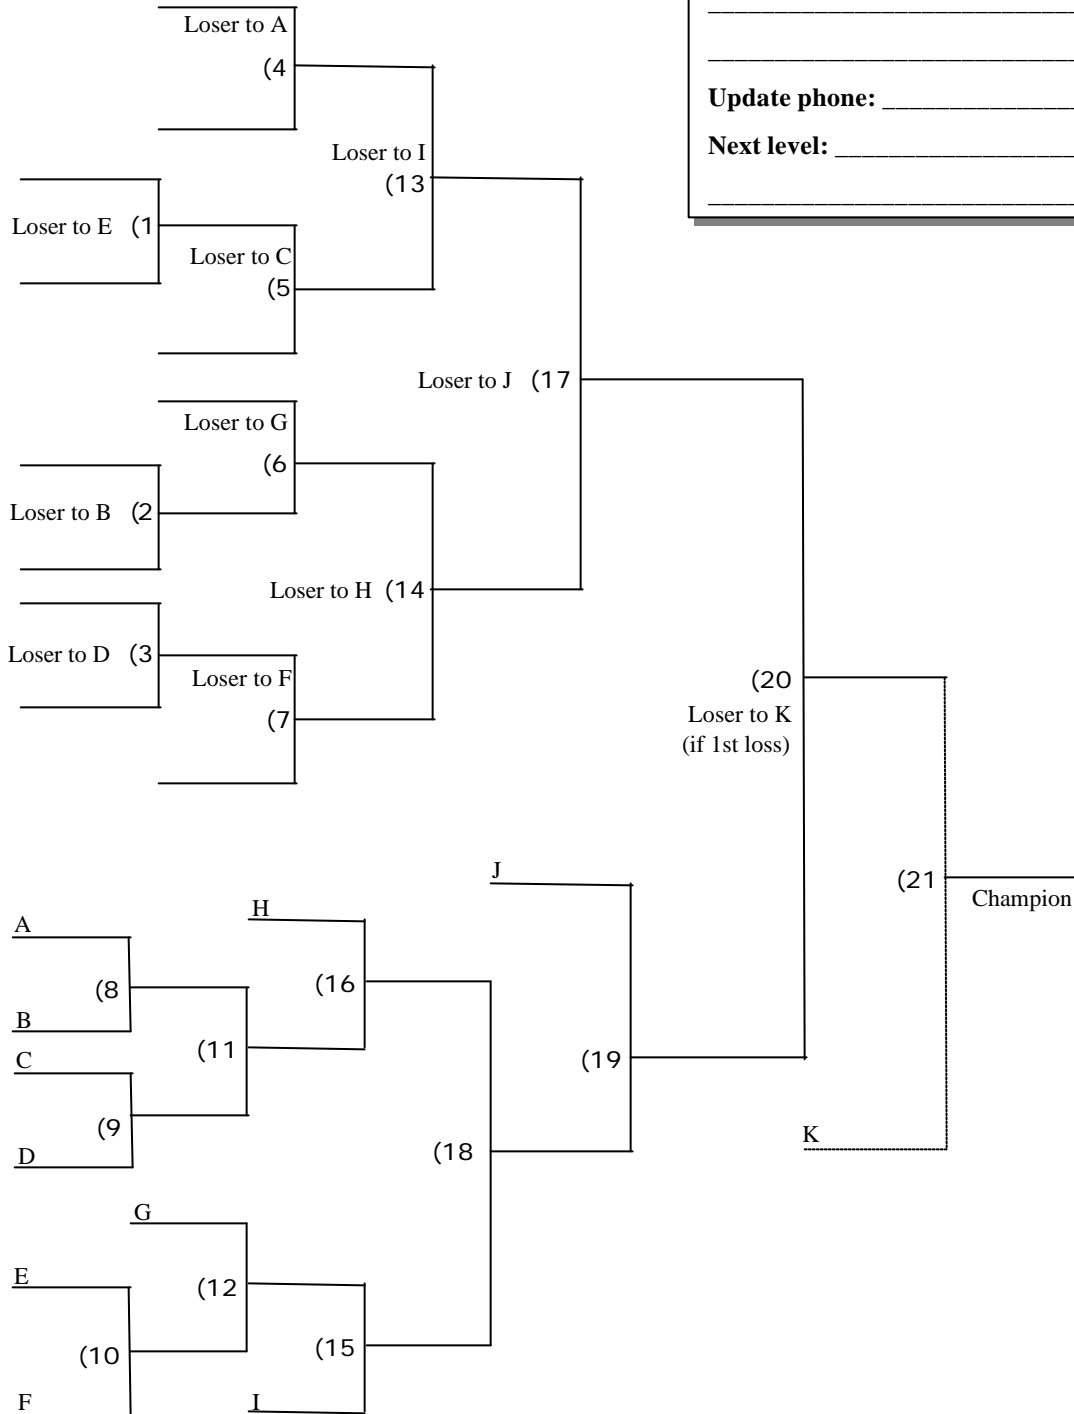 Loser to A
(4
Update phone: ________________
Next level: ___________________
Loser to I
(13
Loser to E (1
Loser to C
(5
Loser to J (17
Loser to G
(6
Loser to B (2
Loser to H (14
Loser to D (3
Loser to F
(7
(20
Loser to K
(if 1st loss)
J
(21
Champion
H
A
(8
(16
B
(11
C
(19
(9
(18
D
K
G
E
(12
(10
(15
F
I